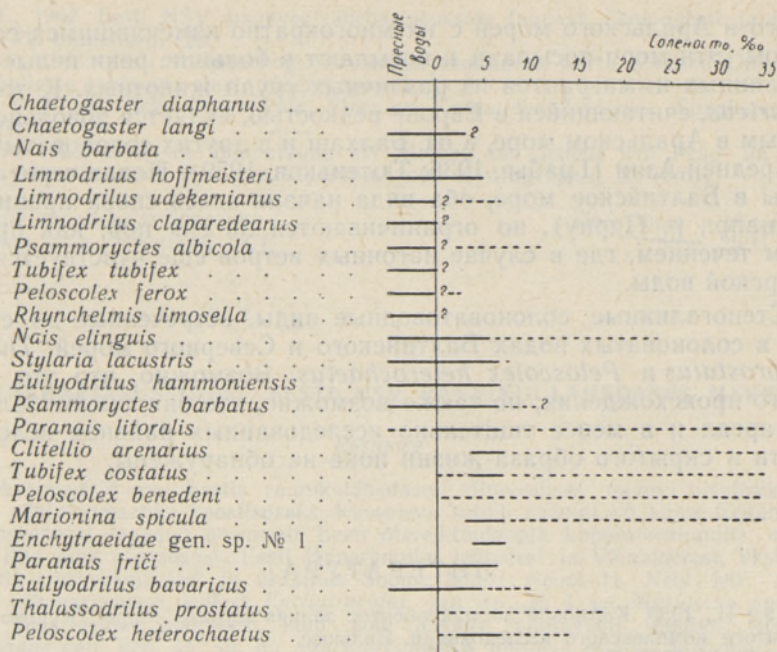 Пресные воды
Соленость, ‰
0 5 10 15 20 25 30 35
Chaetogaster diaphanus . . . .
Chaetogaster langi . . . . . ?
Nais barbata . . . . . . .
Limnodrilus hoffmeisteri . . . .
Limnodrilus udekemianus . . . ?
Limnodrilus claparedeanus . . . ?
Psammoryctes albicola . . . . ?
Tubifex tubifex . . . . . . ?
Peloscolex ferox . . . . . . ?
Rhynchelmis limosella . . . . ?
Nais elinguis . . . . . . .
Stylaria lacustris . . . . . .
Euilyodrilus hammoniensis . . .
Psammoryctes barbatus . . . . ?
Paranais litoralis . . . . . .
Clitellio arenarius . . . . . .
Tubifex costatus . . . . . .
Peloscolex benedeni . . . . .
Marionina spicula . . . . . .
Enchytraeidae gen. sp. № 1 . .
Paranais friči . . . . . . .
Euilyodrilus bavaricus . . . .
Thalassodrilus prostatus . . . .
Peloscolex heterochaetus . . .